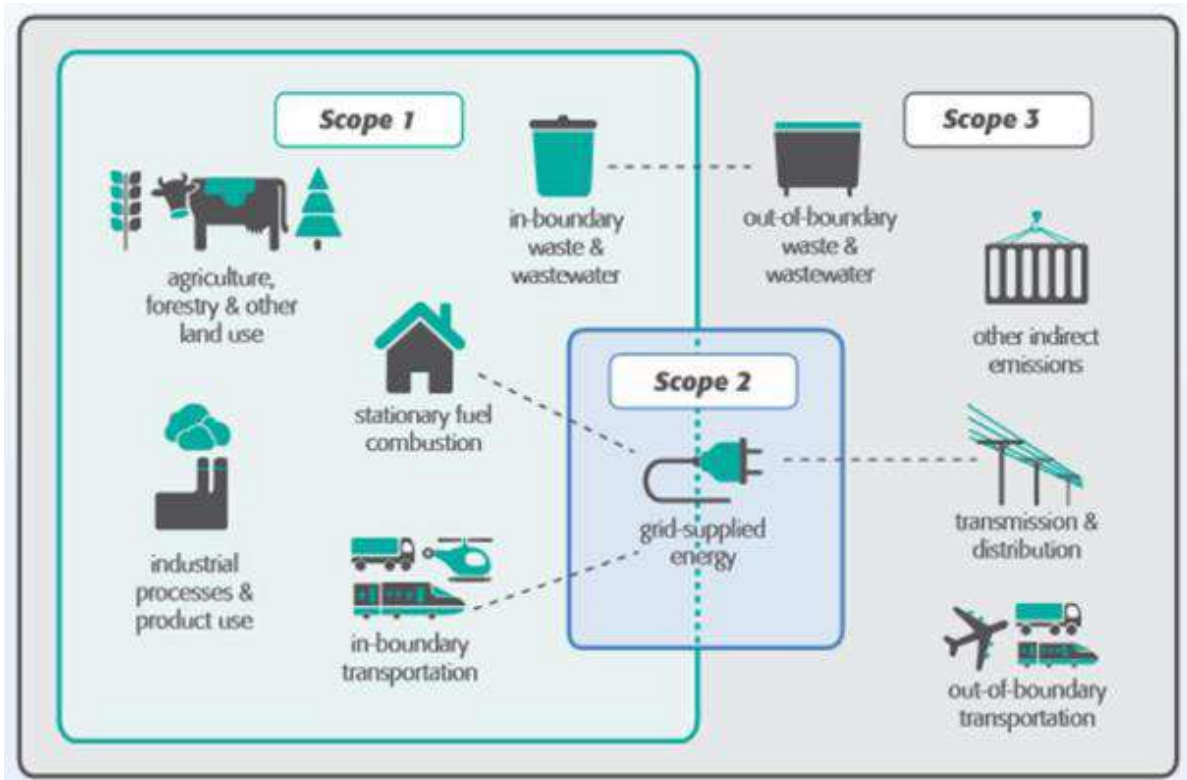 Scope 1
Scope 3
in-boundary
waste &
wastewater
out-of-boundary
waste &
wastewater
agriculture,
forestry & other
land use
other indirect
emissions
Scope 2
stationary fuel
combustion
grid-supplied
energy
transmission &
distribution
industrial
processes &
product use
in-boundary
transportation
out-of-boundary
transportation